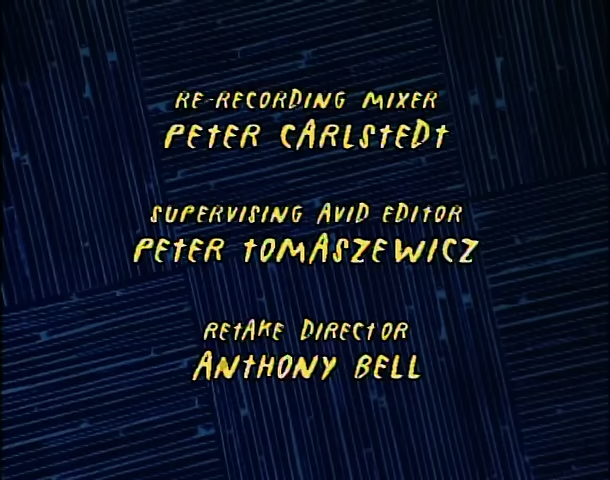 RE-RECORDING MIXER
PETER CARLSTEDT
SUPERVISING AVID EDITOR
PETER TOMASZEWICZ
RETAKE DIRECTOR
ANTHONY BELL